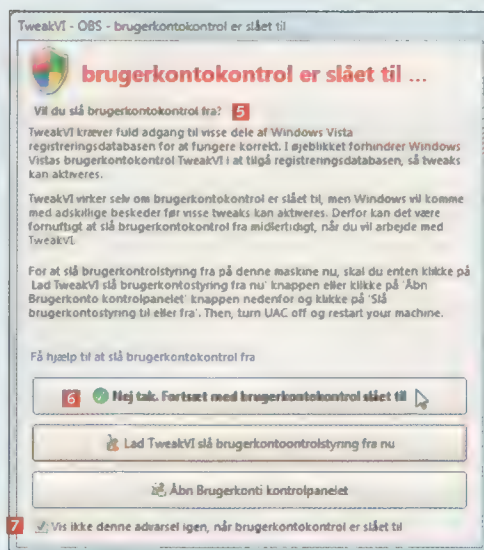 TweakVI - OBS - brugerkontokontrol er slået til
brugerkontokontrol er slået til ...
Vil du slå brugerkontokontrol fra? 5
TweakVI kræver fuld adgang til visse dele af Windows Vista
registreringsdatabasen for at fungere korrekt. I øjeblikket forhindrer Windows
Vistas brugerkontokontrol TweakVI i at tilgå registreringsdatabasen, så tweaks
kan aktiveres.
TweakVI virker selv om brugerkontokontrol er slået til, men Windows vil komme
med adskillige beskeder før visse tweaks kan aktiveres. Derfor kan det være
fornuftigt at slå brugerkontokontrol fra midlertidigt, når du vil arbejde med
TweakVI.
For at slå brugerkontrolstyring fra på denne maskine nu, skal du enten klikke på
'Lad TweakVI slå brugerkontostyring fra nu' knappen eller klikke på 'Åbn
Brugerkonto kontrolpanelet' knappen nedenfor og klikke på 'Slå
brugerkontostyring til eller fra'. Then, turn UAC off and restart your machine.
Få hjælp til at slå brugerkontokontrol fra
6 Nej tak. Fortsæt med brugerkontokontrol slået til
Lad TweakVI slå brugerkontoontrolstyring fra nu
Åbn Brugerkonti kontrolpanelet
7 Vis ikke denne advarsel igen, når brugerkontokontrol er slået til